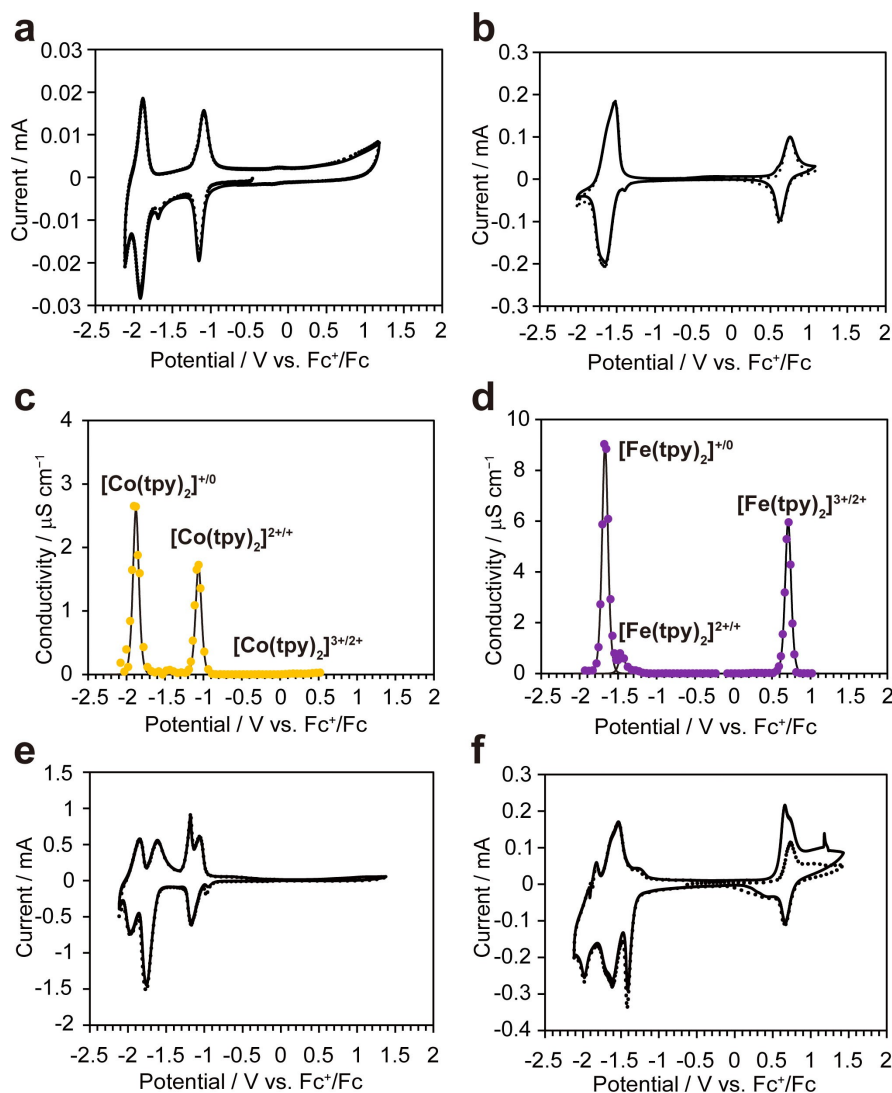 a
0.03
0.02
0.01
0
-0.01
-0.02
-0.03
Current / mA
-2.5 -2 -1.5 -1 -0.5 0 0.5 1 1.5 2
Potential / V vs. Fc⁺/Fc
b
0.3
0.2
0.1
0
-0.1
-0.2
-0.3
Current / mA
-2.5 -2 -1.5 -1 -0.5 0 0.5 1 1.5 2
Potential / V vs. Fc⁺/Fc
c
4
3
2
1
0
Conductivity / μS cm⁻¹
[Co(tpy)₂]⁺ᐟ⁰
[Co(tpy)₂]²⁺ᐟ⁺
[Co(tpy)₂]³⁺ᐟ²⁺
-2.5 -2 -1.5 -1 -0.5 0 0.5 1 1.5 2
Potential / V vs. Fc⁺/Fc
d
10
8
6
4
2
0
Conductivity / μS cm⁻¹
[Fe(tpy)₂]⁺ᐟ⁰
[Fe(tpy)₂]³⁺ᐟ²⁺
[Fe(tpy)₂]²⁺ᐟ⁺
-2.5 -2 -1.5 -1 -0.5 0 0.5 1 1.5 2
Potential / V vs. Fc⁺/Fc
e
1.5
1
0.5
0
-0.5
-1
-1.5
-2
Current / mA
-2.5 -2 -1.5 -1 -0.5 0 0.5 1 1.5 2
Potential / V vs. Fc⁺/Fc
f
0.3
0.2
0.1
0
-0.1
-0.2
-0.3
-0.4
Current / mA
-2.5 -2 -1.5 -1 -0.5 0 0.5 1 1.5 2
Potential / V vs. Fc⁺/Fc